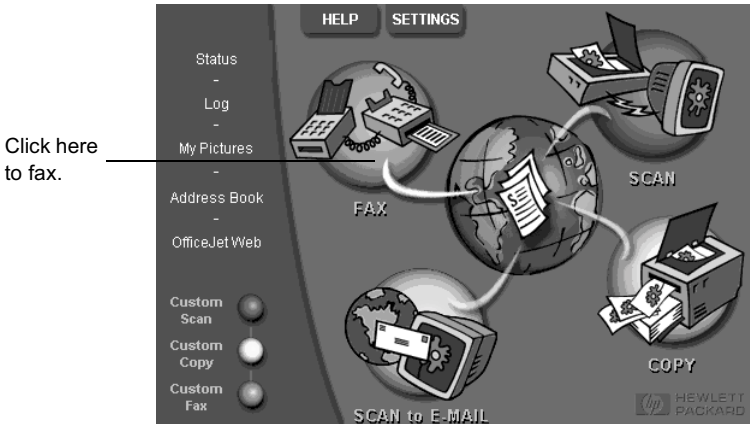 HELP
SETTINGS
Status
-
Log
-
My Pictures
-
Address Book
-
OfficeJet Web
Click here
to fax.
FAX
SCAN
Custom
Scan
Custom
Copy
Custom
Fax
SCAN to E-MAIL
COPY
hp
HEWLETT
PACKARD